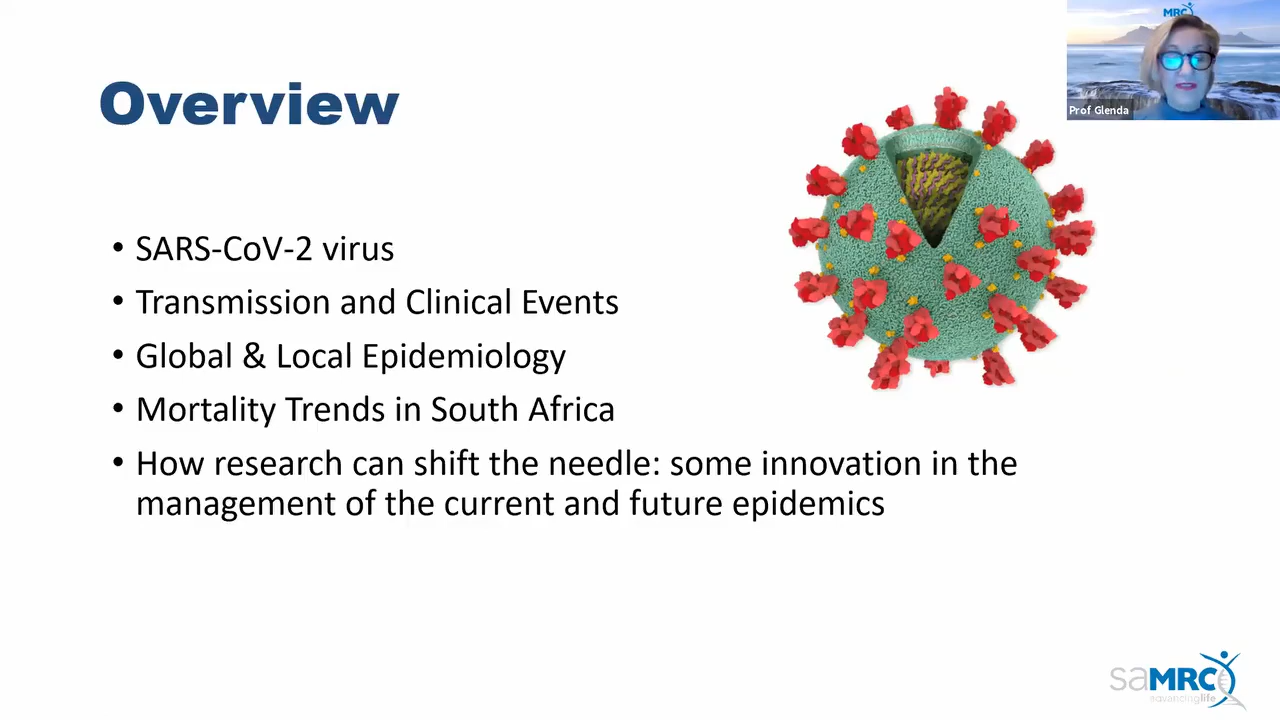 MRC
Prof Glenda
Overview
• SARS-CoV-2 virus
• Transmission and Clinical Events
• Global & Local Epidemiology
• Mortality Trends in South Africa
• How research can shift the needle: some innovation in the
management of the current and future epidemics
saMRC
advancinglife